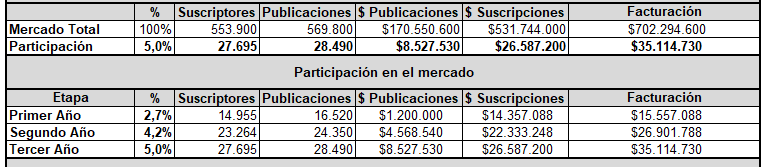 % Suscriptores Publicaciones $ Publicaciones $ Suscripciones Facturación
Mercado Total 100% 553.900 569.800 $170.550.600 $531.744.000 $702.294.600
Participación 5,0% 27.695 28.490 $8.527.530 $26.587.200 $35.114.730
Participación en el mercado
Etapa % Suscriptores Publicaciones $ Publicaciones $ Suscripciones Facturación
Primer Año 2,7% 14.955 16.520 $1.200.000 $14.357.088 $15.557.088
Segundo Año 4,2% 23.264 24.350 $4.568.540 $22.333.248 $26.901.788
Tercer Año 5,0% 27.695 28.490 $8.527.530 $26.587.200 $35.114.730